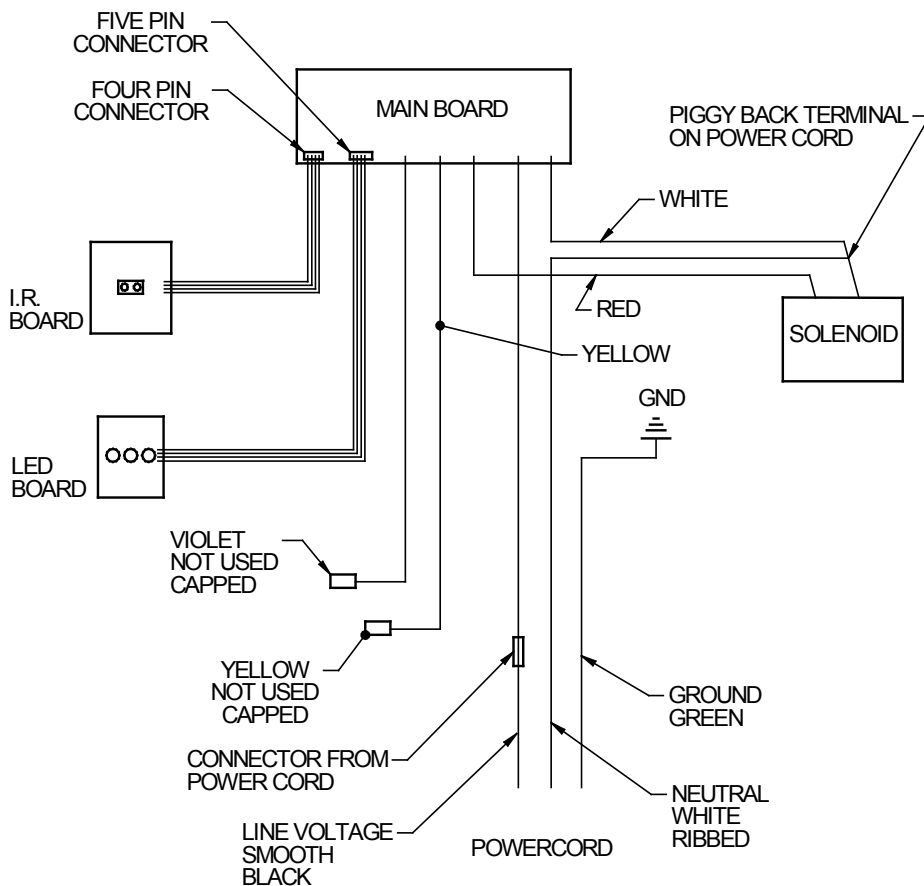 FIVE PIN
CONNECTOR
FOUR PIN
CONNECTOR
MAIN BOARD
PIGGY BACK TERMINAL
ON POWER CORD
WHITE
I.R.
BOARD
RED
SOLENOID
YELLOW
GND
LED
BOARD
VIOLET
NOT USED
CAPPED
YELLOW
NOT USED
CAPPED
GROUND
GREEN
CONNECTOR FROM
POWER CORD
NEUTRAL
WHITE
RIBBED
LINE VOLTAGE
SMOOTH
BLACK
POWERCORD